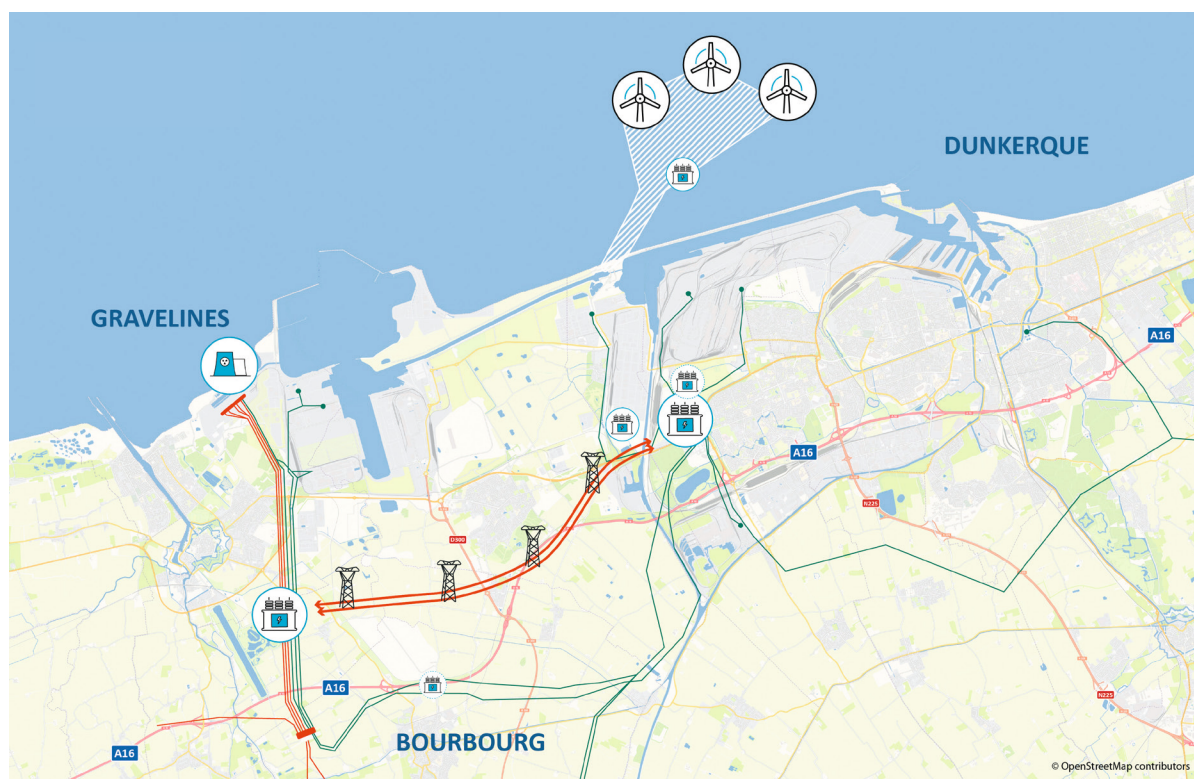 DUNKERQUE
GRAVELINES
A16
A16
N225
D300
A16
N225
BOURBOURG
A16
© OpenStreetMap contributors